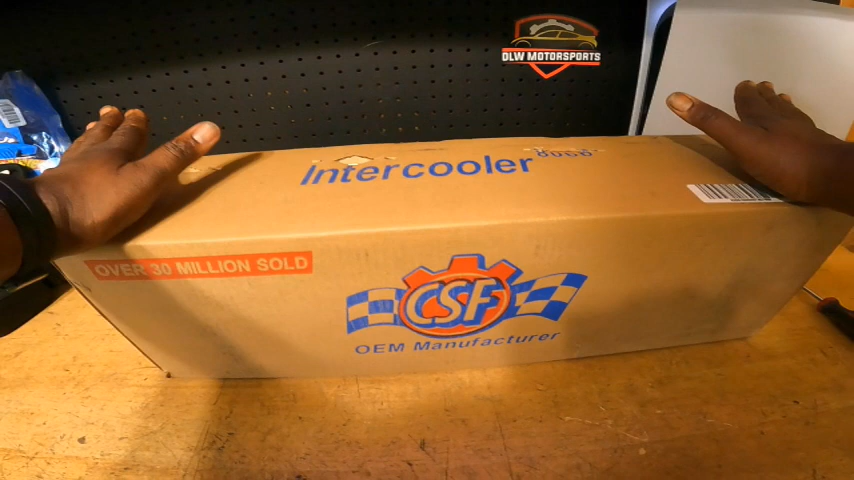 DLW MOTORSPORTS
Intercooler
OVER 30 MILLION SOLD
CSF
OEM Manufacturer